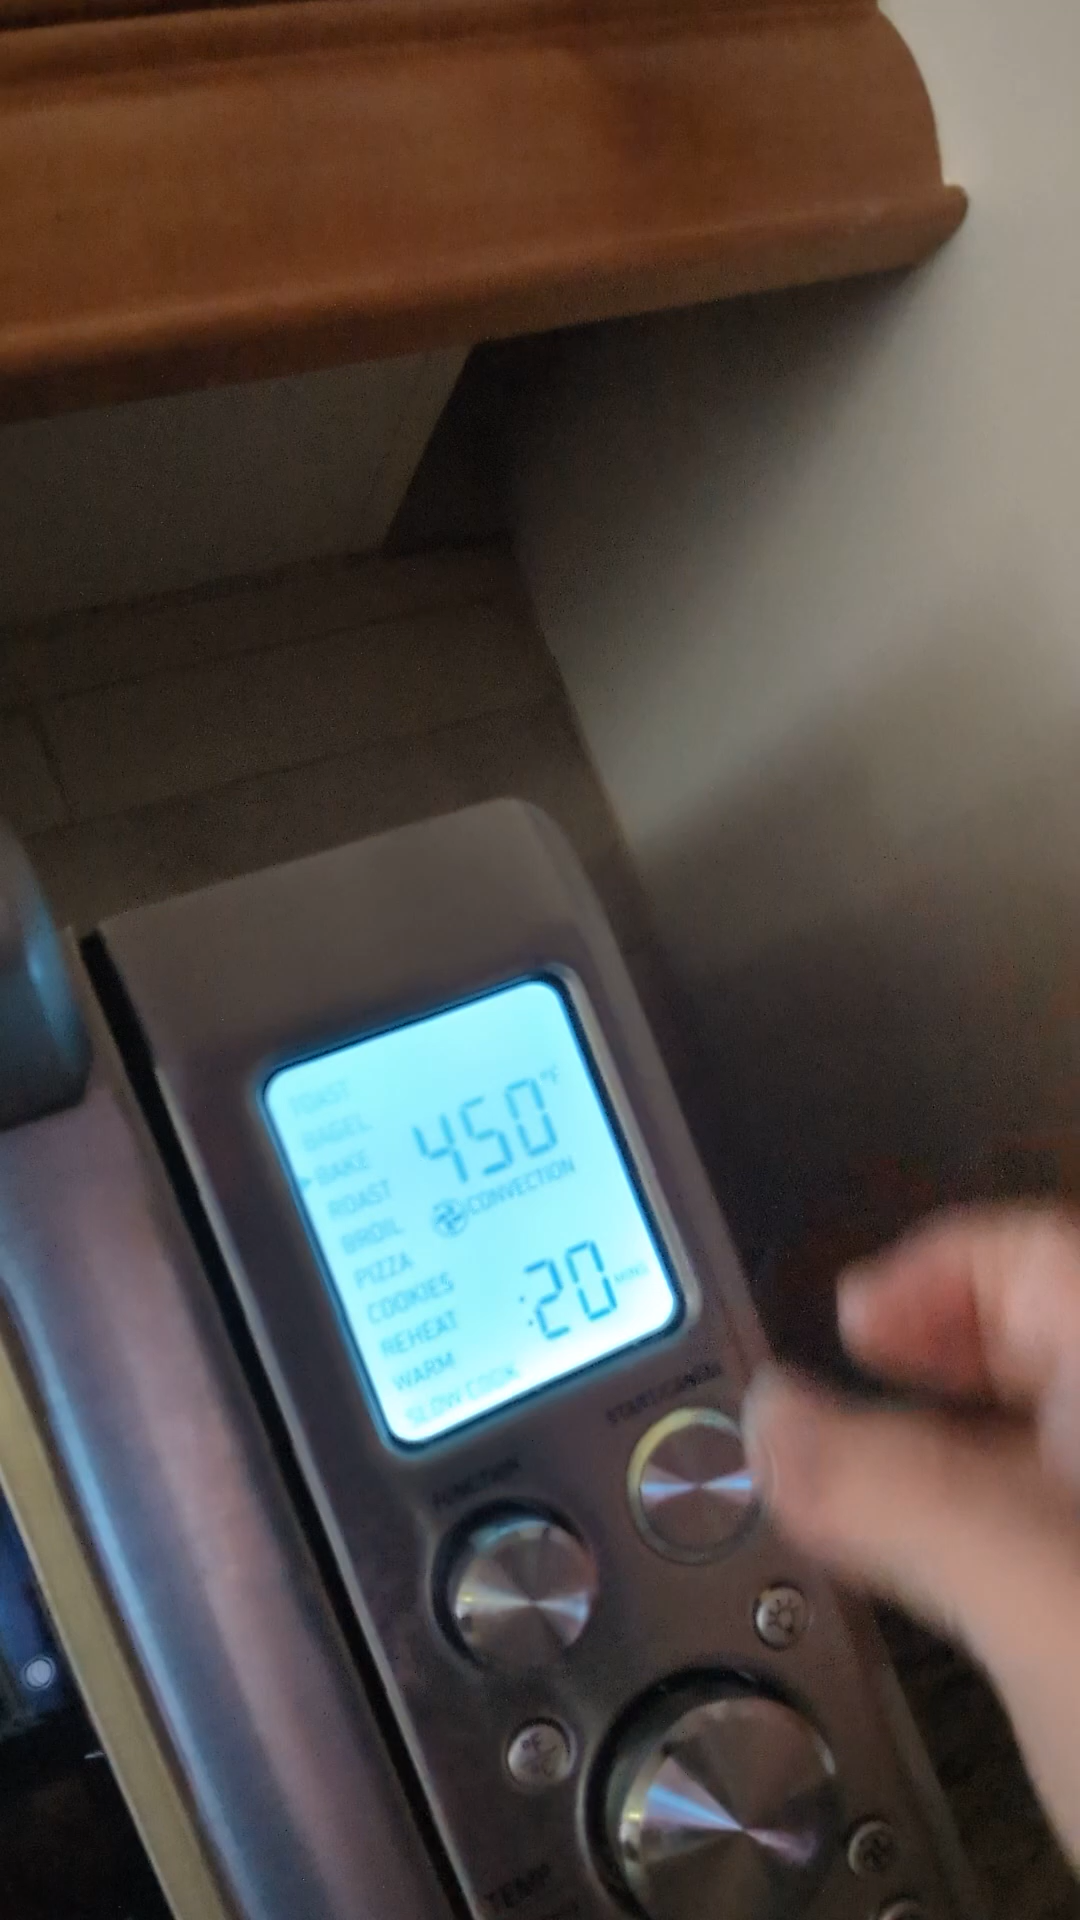 TOAST
BAGEL
BAKE
ROAST
BROIL
PIZZA
COOKIES
REHEAT
WARM
SLOW COOK
450°F
CONVECTION
:20 MINS
START/CANCEL
FUNCTION
°F
TEMP